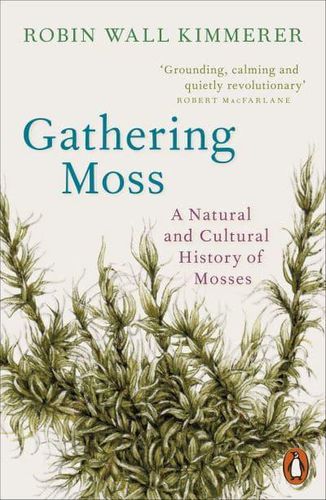 ROBIN WALL KIMMERER
‘Grounding, calming and
quietly revolutionary’
ROBERT MACFARLANE
Gathering
Moss
A Natural
and Cultural
History of
Mosses